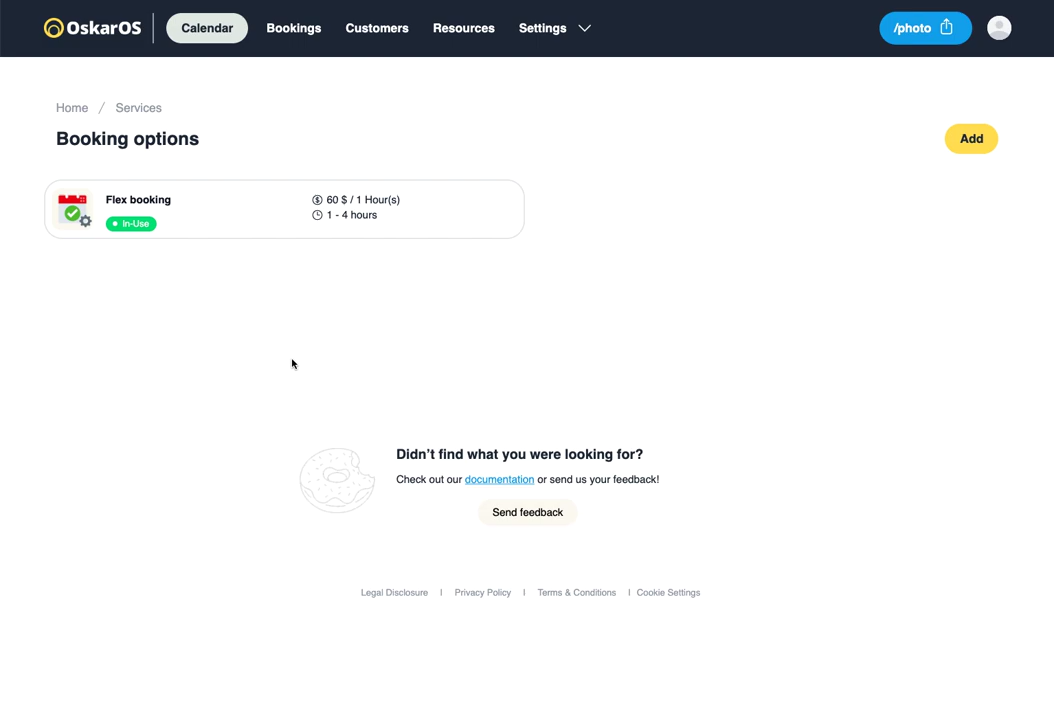 OskarOS Calendar Bookings Customers Resources Settings /photo
Home / Services
Booking options
Add
Flex booking
In-Use
60 $ / 1 Hour(s)
1 - 4 hours
Didn’t find what you were looking for?
Check out our documentation or send us your feedback!
Send feedback
Legal Disclosure | Privacy Policy | Terms & Conditions | Cookie Settings